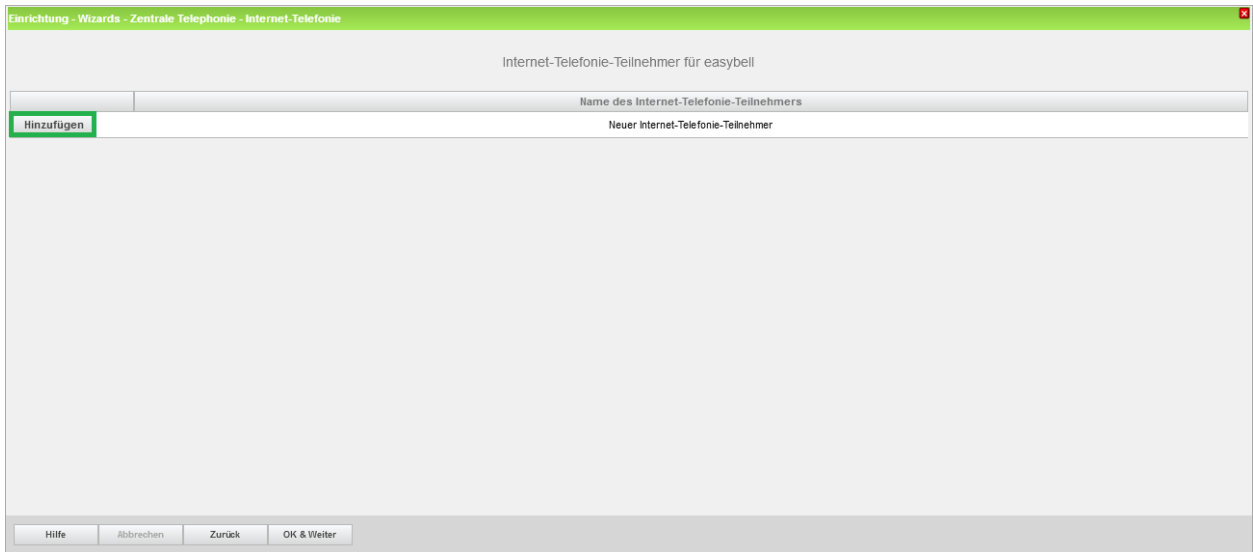 Einrichtung - Wizards - Zentrale Telephonie - Internet-Telefonie
Internet-Telefonie-Teilnehmer für easybell
Name des Internet-Telefonie-Teilnehmers
Hinzufügen Neuer Internet-Telefonie-Teilnehmer
Hilfe Abbrechen Zurück OK & Weiter